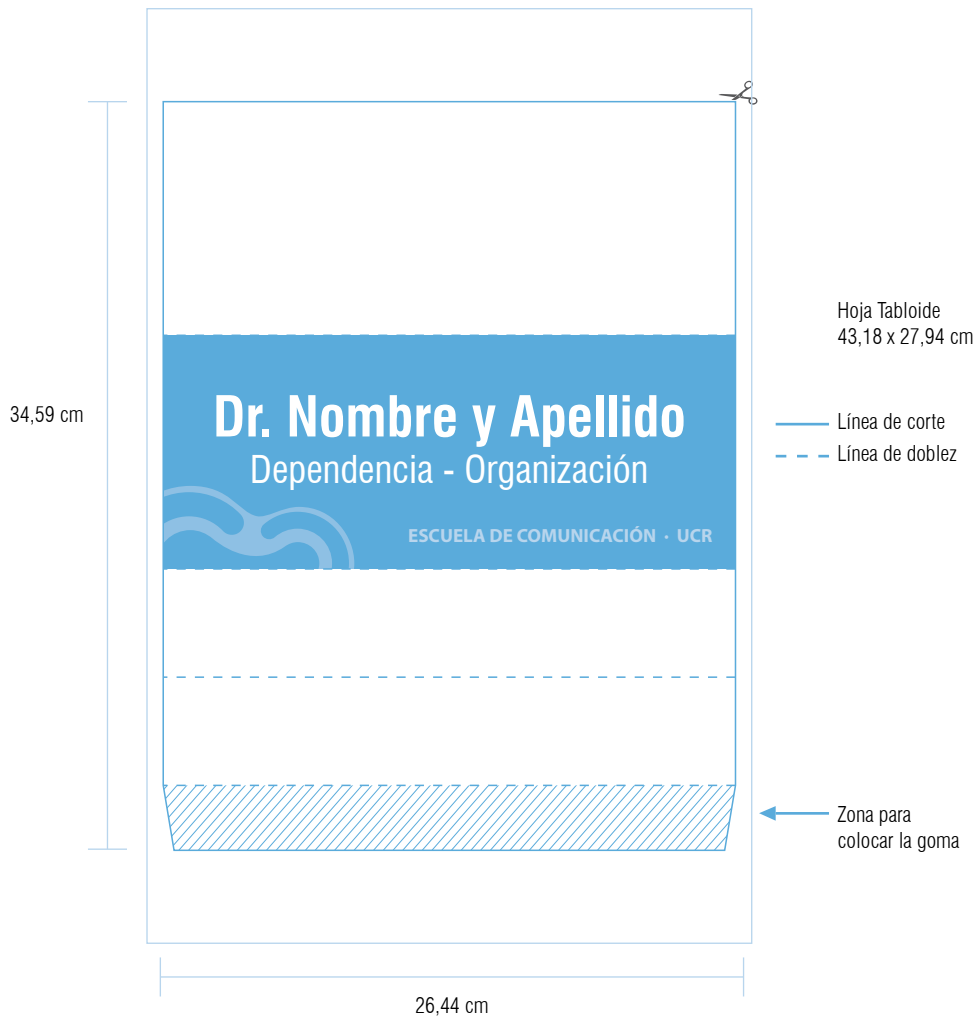 Hoja Tabloide
43,18 x 27,94 cm
34,59 cm
Dr. Nombre y Apellido
Dependencia - Organización
ESCUELA DE COMUNICACIÓN · UCR
Línea de corte
Línea de doblez
Zona para
colocar la goma
26,44 cm